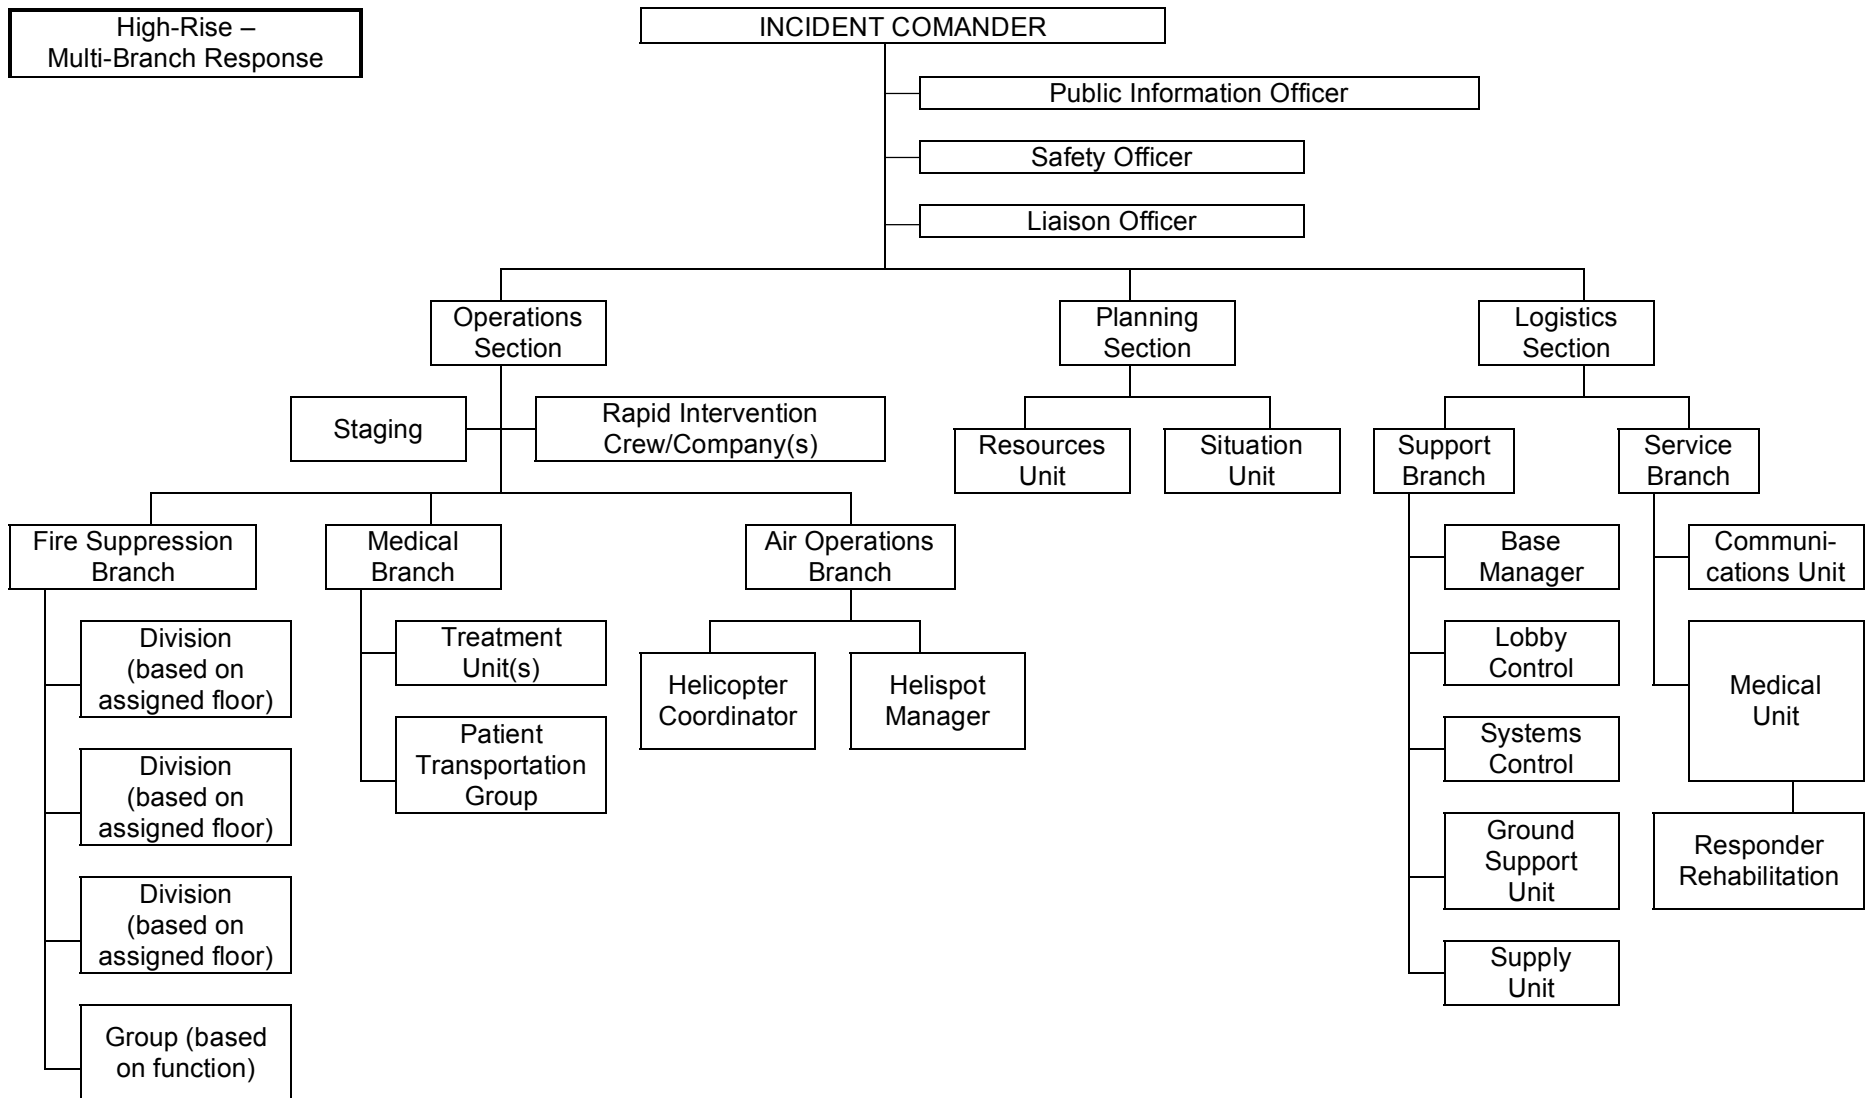 High-Rise –
Multi-Branch Response
INCIDENT COMANDER
Public Information Officer
Safety Officer
Liaison Officer
Operations
Section
Planning
Section
Logistics
Section
Staging
Rapid Intervention
Crew/Company(s)
Resources
Unit
Situation
Unit
Support
Branch
Service
Branch
Fire Suppression
Branch
Medical
Branch
Air Operations
Branch
Base
Manager
Communi-
cations Unit
Division
(based on
assigned floor)
Treatment
Unit(s)
Helicopter
Coordinator
Helispot
Manager
Lobby
Control
Medical
Unit
Division
(based on
assigned floor)
Patient
Transportation
Group
Systems
Control
Ground
Support
Unit
Responder
Rehabilitation
Division
(based on
assigned floor)
Supply
Unit
Group (based
on function)